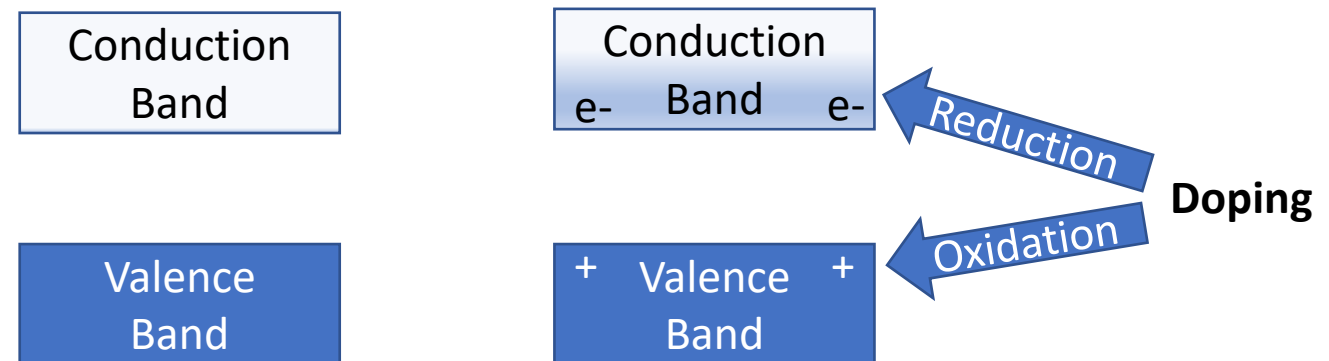 Conduction
Band
Conduction
e- Band e-
Reduction
Doping
Oxidation
Valence
Band
+ Valence +
Band